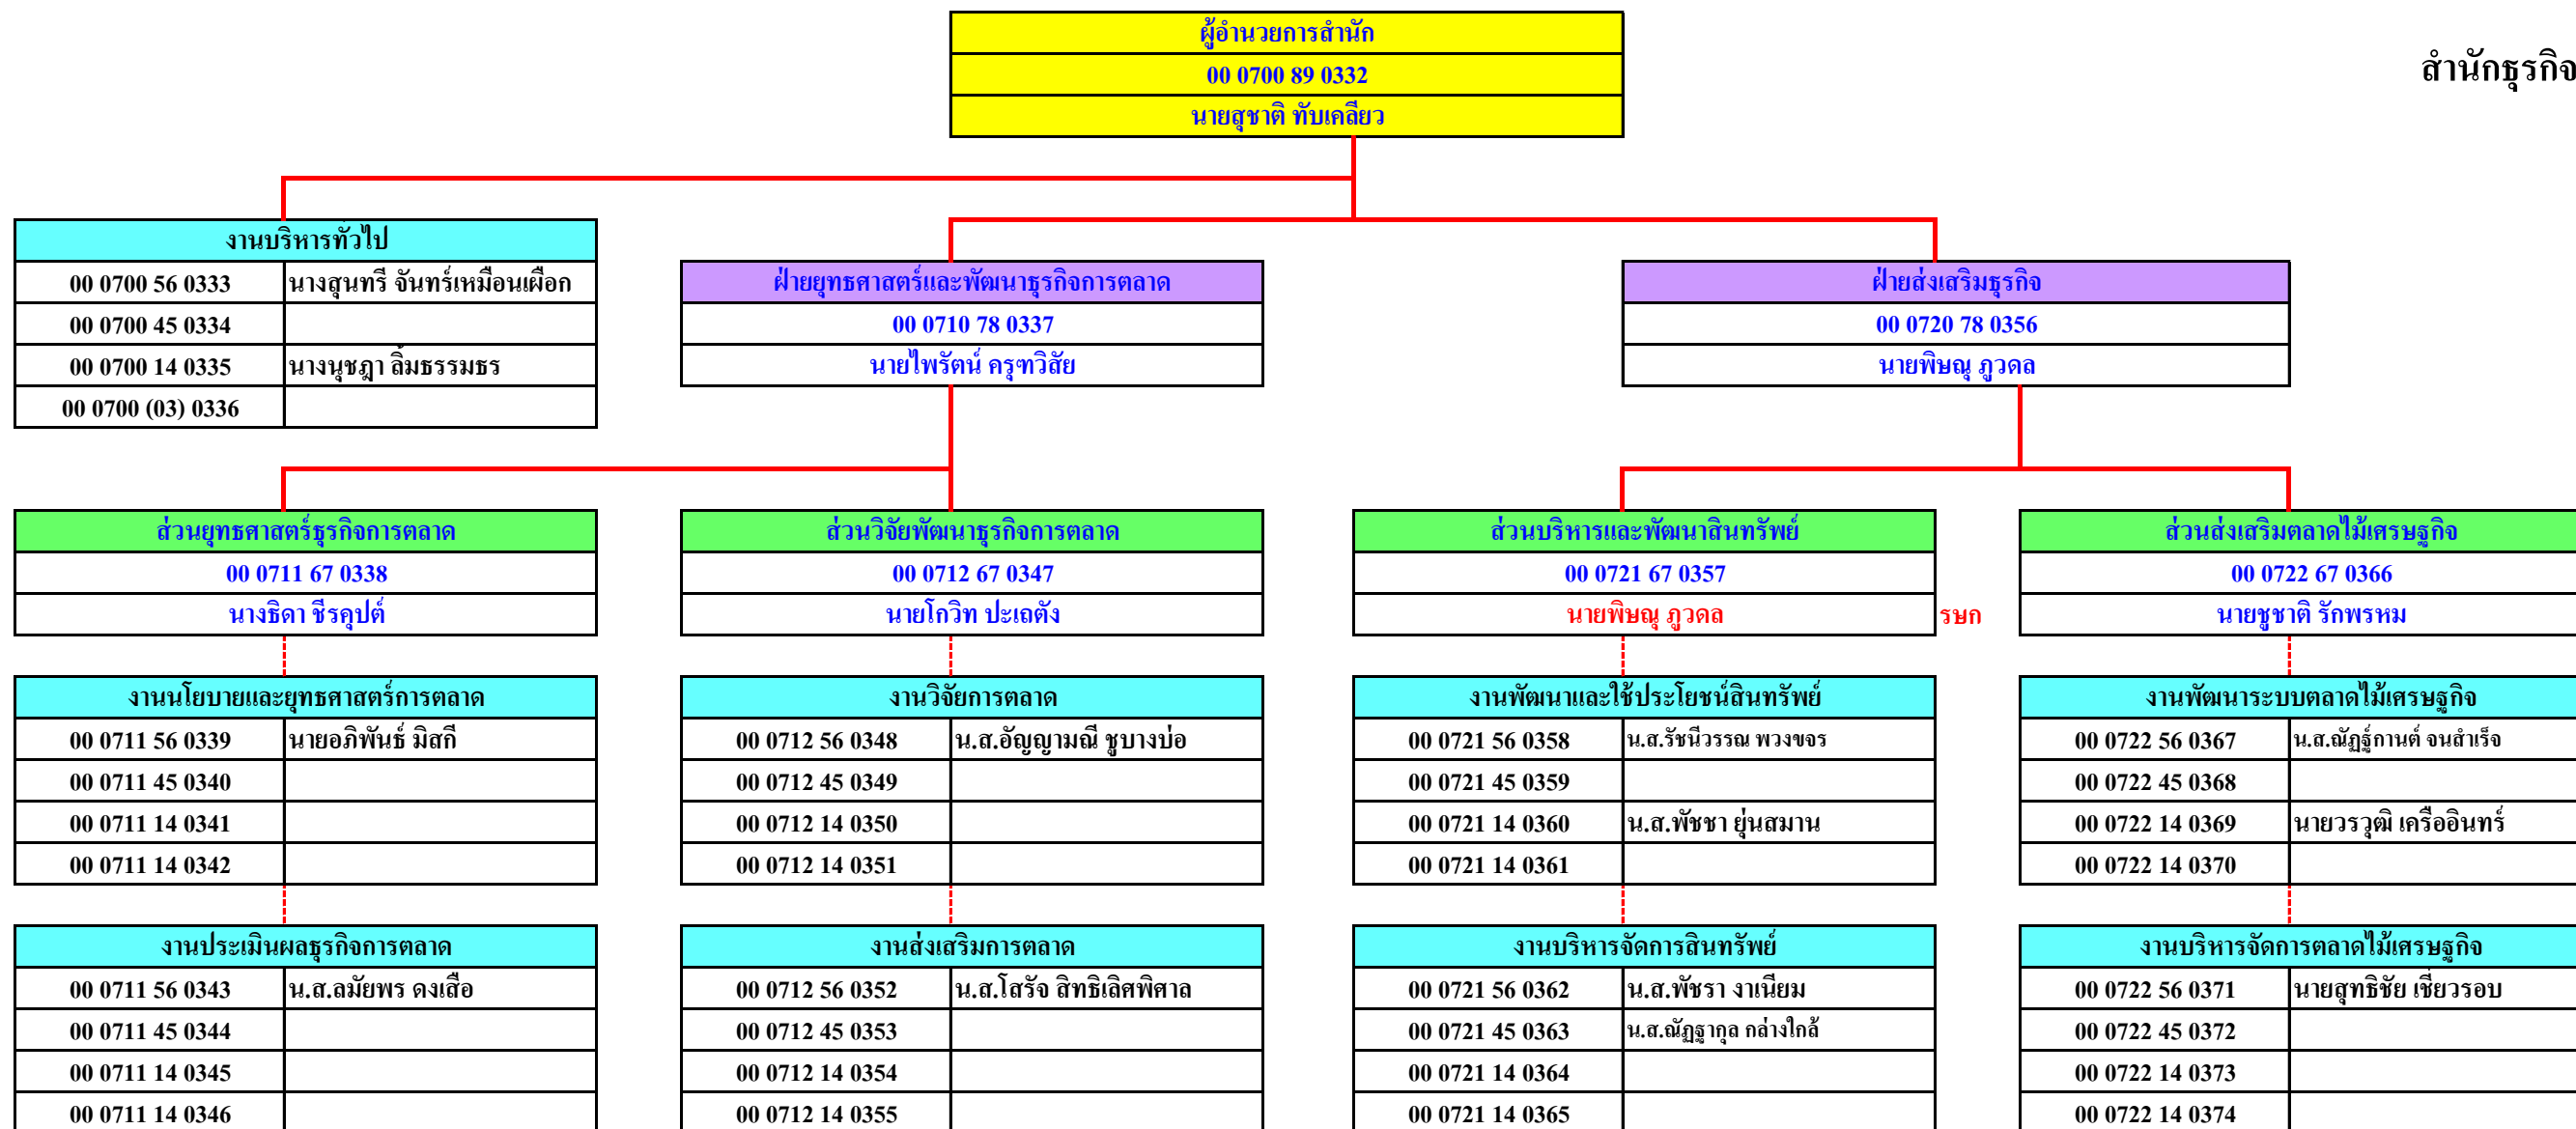 ผู้อำนวยการสำนัก
00 0700 89 0332
นายสุชาติ ทับเคลียว
สำนักธุรกิจ
งานบริหารทั่วไป
00 0700 56 0333 นางสุนทรี จันทร์เหมือนเผือก
00 0700 45 0334
00 0700 14 0335 นางนุชฎา ลิ้มธรรมธร
00 0700 (03) 0336
ฝ่ายยุทธศาสตร์และพัฒนาธุรกิจการตลาด
00 0710 78 0337
นายไพรัตน์ ครุฑวิสัย
ฝ่ายส่งเสริมธุรกิจ
00 0720 78 0356
นายพิษณุ ภูวดล
ส่วนยุทธศาสตร์ธุรกิจการตลาด
00 0711 67 0338
นางธิดา ชีรคุปต์
ส่วนวิจัยพัฒนาธุรกิจการตลาด
00 0712 67 0347
นายโกวิท ปะเถตัง
ส่วนบริหารและพัฒนาสินทรัพย์
00 0721 67 0357
นายพิษณุ ภูวดล รษก
ส่วนส่งเสริมตลาดไม้เศรษฐกิจ
00 0722 67 0366
นายชูชาติ รักพรหม
งานนโยบายและยุทธศาสตร์การตลาด
00 0711 56 0339 นายอภิพันธ์ มิสกี
00 0711 45 0340
00 0711 14 0341
00 0711 14 0342
งานวิจัยการตลาด
00 0712 56 0348 น.ส.อัญญามณี ชูบางบ่อ
00 0712 45 0349
00 0712 14 0350
00 0712 14 0351
งานพัฒนาและใช้ประโยชน์สินทรัพย์
00 0721 56 0358 น.ส.รัชนีวรรณ พวงขจร
00 0721 45 0359
00 0721 14 0360 น.ส.พัชชา ยุ่นสมาน
00 0721 14 0361
งานพัฒนาระบบตลาดไม้เศรษฐกิจ
00 0722 56 0367 น.ส.ณัฏฐ์กานต์ จนสำเร็จ
00 0722 45 0368
00 0722 14 0369 นายวรวุฒิ เครืออินทร์
00 0722 14 0370
งานประเมินผลธุรกิจการตลาด
00 0711 56 0343 น.ส.ลมัยพร ดงเสือ
00 0711 45 0344
00 0711 14 0345
00 0711 14 0346
งานส่งเสริมการตลาด
00 0712 56 0352 น.ส.โสรัจ สิทธิเลิศพิศาล
00 0712 45 0353
00 0712 14 0354
00 0712 14 0355
งานบริหารจัดการสินทรัพย์
00 0721 56 0362 น.ส.พัชรา งาเนียม
00 0721 45 0363 น.ส.ณัฏฐากุล กล่างใกล้
00 0721 14 0364
00 0721 14 0365
งานบริหารจัดการตลาดไม้เศรษฐกิจ
00 0722 56 0371 นายสุทธิชัย เชี่ยวรอบ
00 0722 45 0372
00 0722 14 0373
00 0722 14 0374